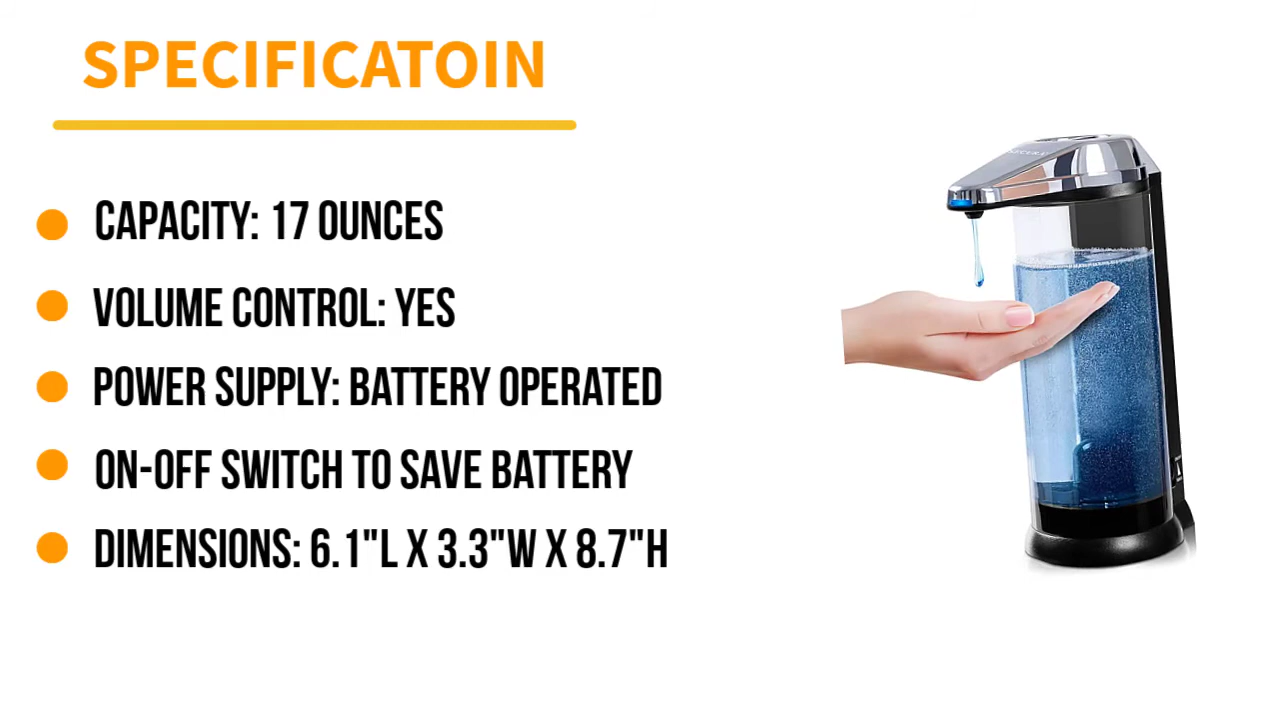 SPECIFICATOIN
CAPACITY: 17 OUNCES
VOLUME CONTROL: YES
POWER SUPPLY: BATTERY OPERATED
ON-OFF SWITCH TO SAVE BATTERY
DIMENSIONS: 6.1"L X 3.3"W X 8.7"H